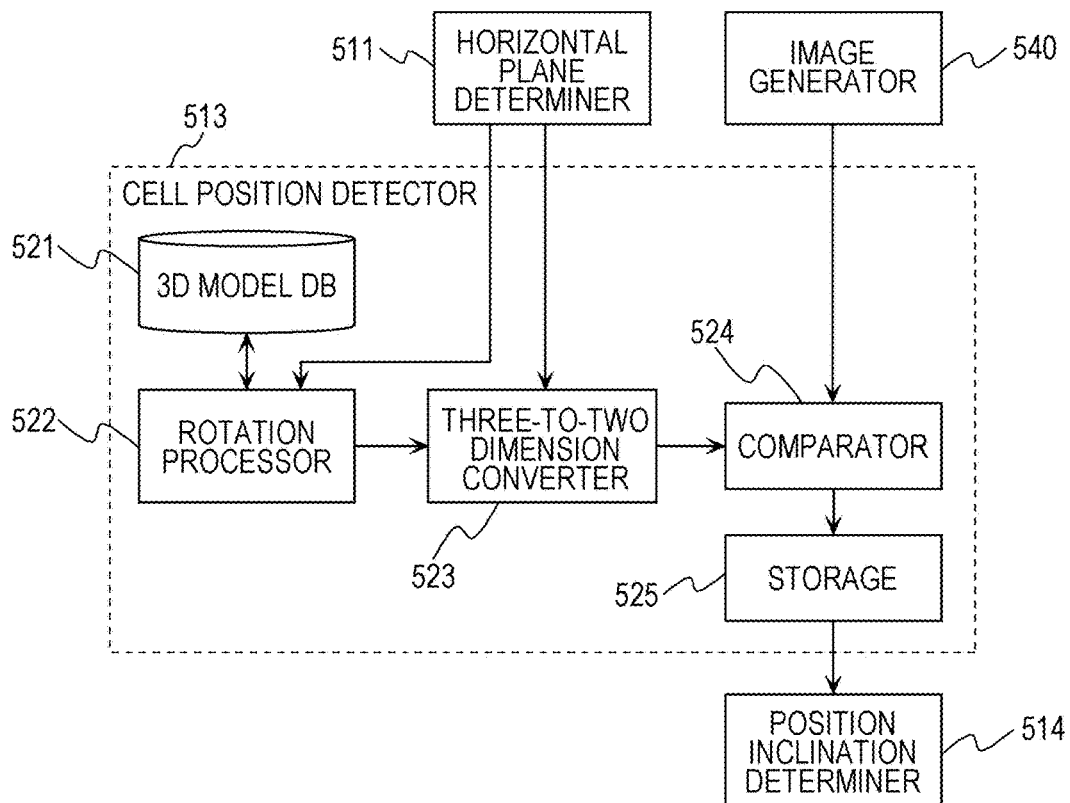 511
HORIZONTAL
PLANE
DETERMINER
IMAGE
GENERATOR
540
513
CELL POSITION DETECTOR
521
3D MODEL DB
524
522
ROTATION
PROCESSOR
THREE-TO-TWO
DIMENSION
CONVERTER
COMPARATOR
523
525
STORAGE
POSITION
INCLINATION
DETERMINER
514